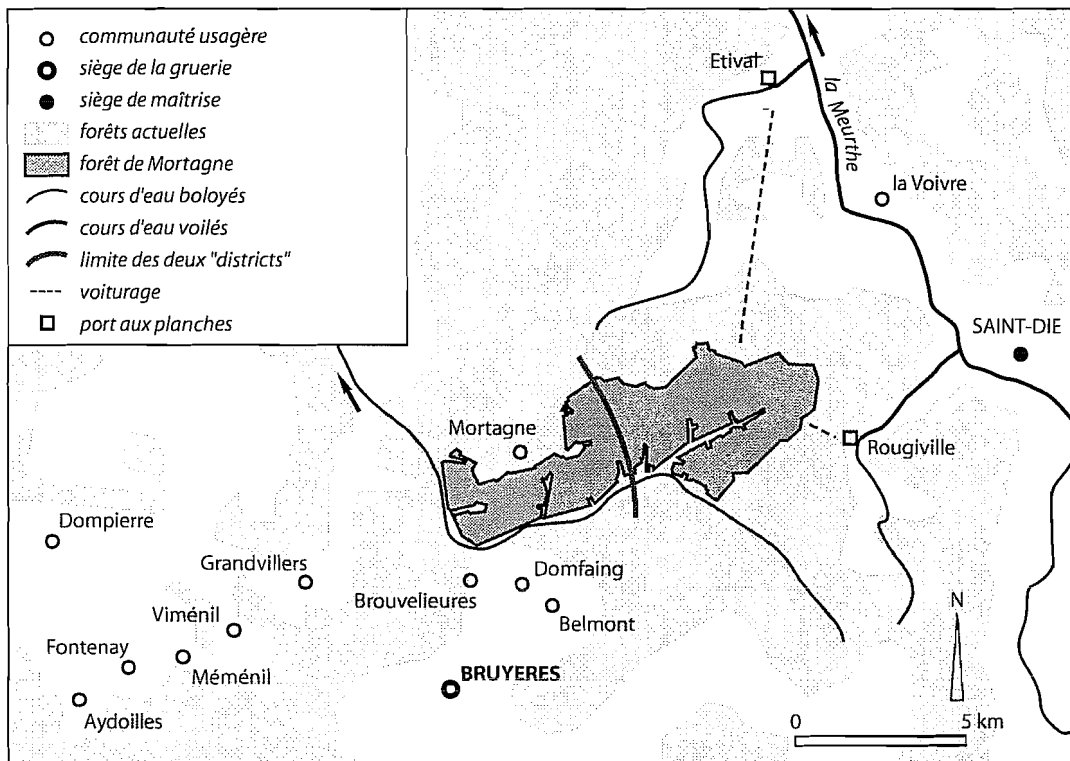 communauté usagère
siège de la gruerie
siège de maîtrise
forêts actuelles
forêt de Mortagne
cours d'eau boloyés
cours d'eau voilés
limite des deux "districts"
voiturage
port aux planches
Etival
la Meurthe
la Voivre
SAINT-DIE
Mortagne
Rougiville
Dompierre
Grandvillers
Brouvelieures
Domfaing
Belmont
Viménil
Fontenay
Méménil
BRUYERES
Aydoilles
N
0 5 km